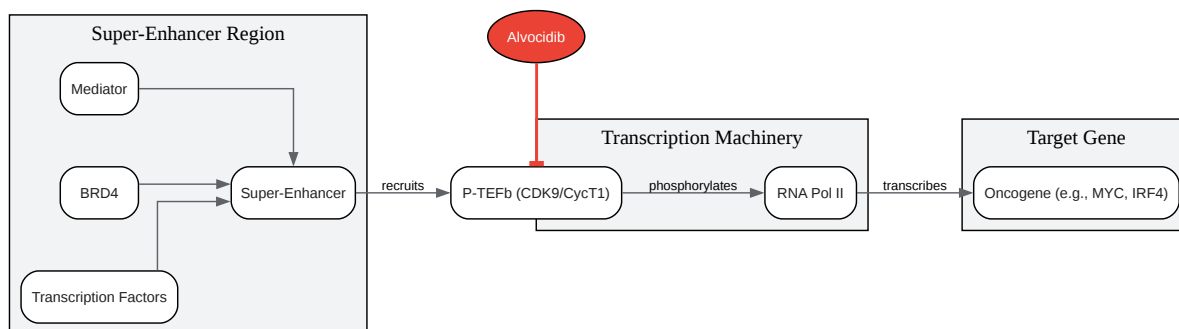 Super-Enhancer Region
Alvocidib
Mediator
Transcription Machinery
Target Gene
BRD4
Super-Enhancer
recruits
P-TEFb (CDK9/CycT1)
phosphorylates
RNA Pol II
transcribes
Oncogene (e.g., MYC, IRF4)
Transcription Factors